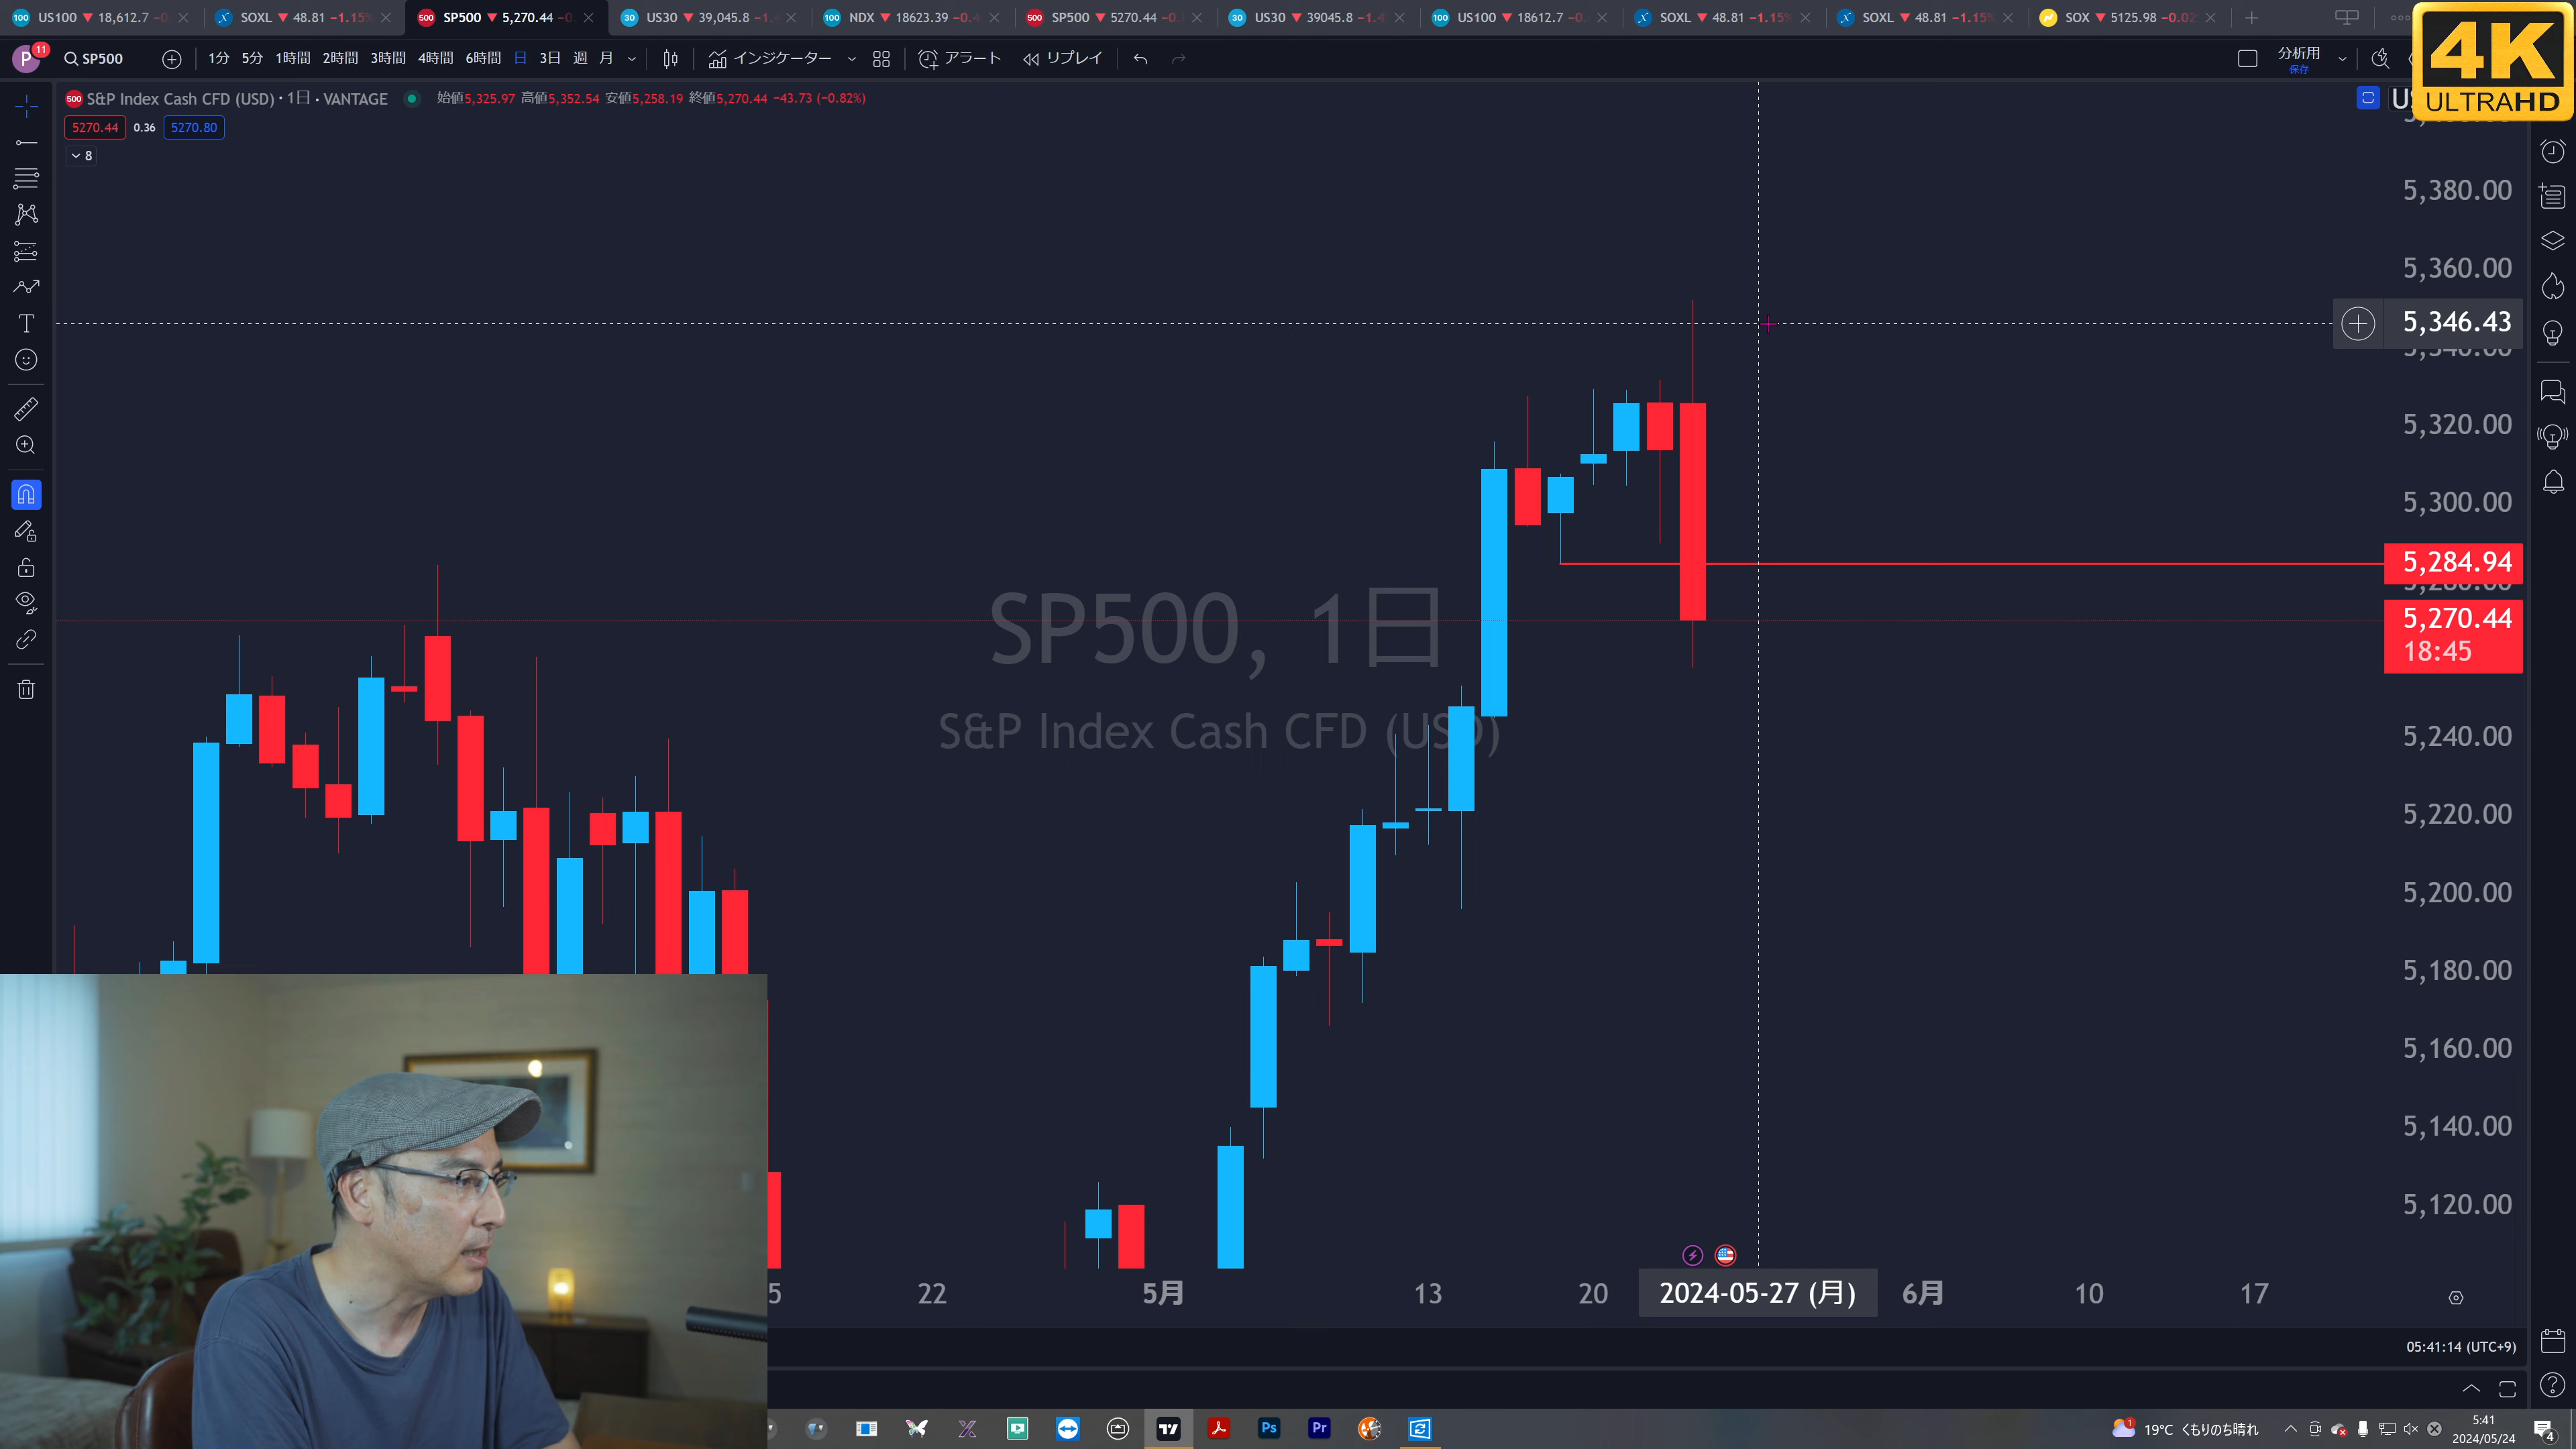 US100 ▼ 18,612.7
SOXL ▼ 48.81 −1.15%
SP500 ▼ 5,270.44
US30 ▼ 39,045.8
NDX ▼ 18623.39
SP500 ▼ 5270.44
US30 ▼ 39045.8
US100 ▼ 18612.7
SOXL ▼ 48.81 −1.15%
SOXL ▼ 48.81 −1.15%
SOX ▼ 5125.98
4K
ULTRAHD
P
11
SP500
1分 5分 1時間 2時間 3時間 4時間 6時間 日 3日 週 月
インジケーター
アラート
リプレイ
分析用
保存
500 S&P Index Cash CFD (USD) · 1日 · VANTAGE
始値5,325.97 高値5,352.54 安値5,258.19 終値5,270.44 −43.73 (−0.82%)
5270.44 0.36 5270.80
8
5,380.00
5,360.00
5,346.43
5,320.00
5,300.00
5,284.94
5,270.44
18:45
5,240.00
5,220.00
5,200.00
5,180.00
5,160.00
5,140.00
5,120.00
SP500, 1日
S&P Index Cash CFD (USD)
5 22 5月 13 20 2024-05-27 (月) 6月 10 17
05:41:14 (UTC+9)
Ps
Pr
1
19°C くもりのち晴れ
5:41
2024/05/24
4